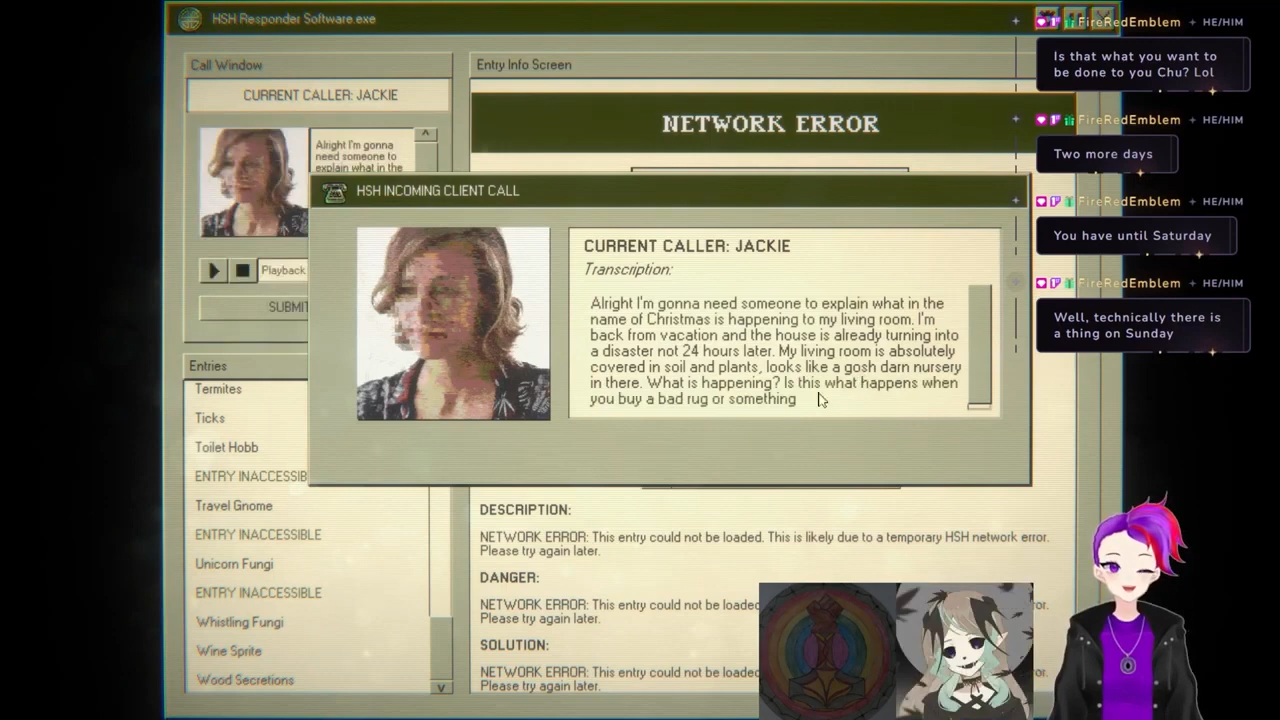 HSH Responder Software.exe
Call Window
CURRENT CALLER: JACKIE
Alright I'm gonna
need someone to
explain what in the
Playback
SUBMIT
Entries
Termites
Ticks
Toilet Hobb
ENTRY INACCESSIB
Travel Gnome
ENTRY INACCESSIBLE
Unicorn Fungi
ENTRY INACCESSIBLE
Whistling Fungi
Wine Sprite
Wood Secretions
Entry Info Screen
NETWORK ERROR
HSH INCOMING CLIENT CALL
CURRENT CALLER: JACKIE
Transcription:
Alright I'm gonna need someone to explain what in the
name of Christmas is happening to my living room. I'm
back from vacation and the house is already turning into
a disaster not 24 hours later. My living room is absolutely
covered in soil and plants, looks like a gosh darn nursery
in there. What is happening? Is this what happens when
you buy a bad rug or something
DESCRIPTION:
NETWORK ERROR: This entry could not be loaded. This is likely due to a temporary HSH network error.
Please try again later.
DANGER:
NETWORK ERROR: This entry could not be loaded
ror.
Please try again later.
SOLUTION:
NETWORK ERROR: This entry could not be loaded
ror.
Please try again later.
FireRedEmblem + HE/HIM
Is that what you want to
be done to you Chu? Lol
FireRedEmblem + HE/HIM
Two more days
FireRedEmblem + HE/HIM
You have until Saturday
FireRedEmblem + HE/HIM
Well, technically there is
a thing on Sunday